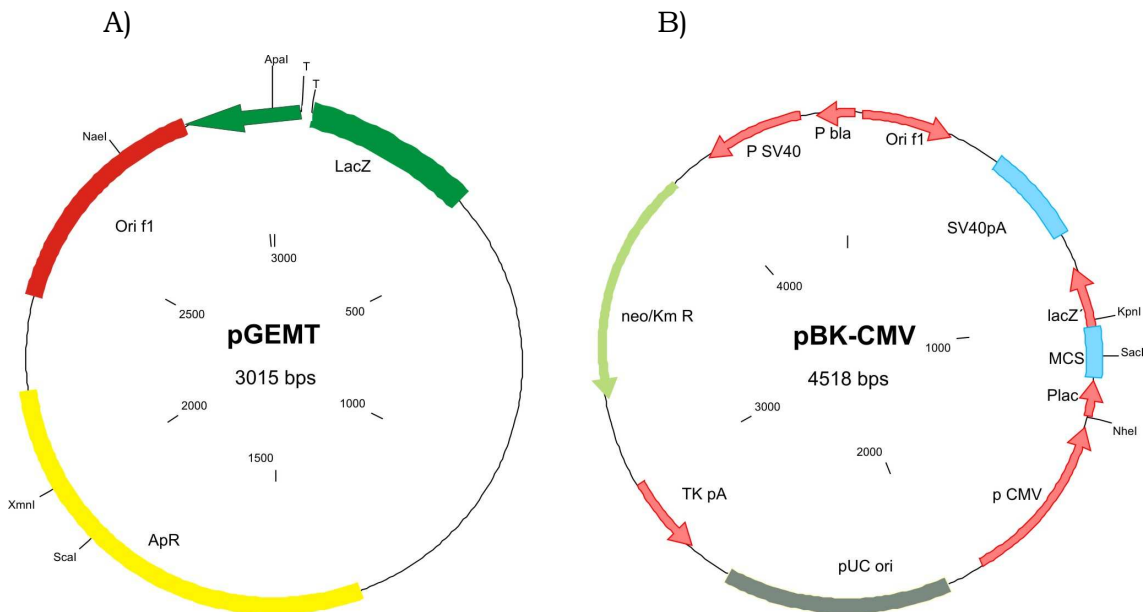 A)
ApaI
T
T
NaeI
LacZ
Ori f1
3000
2500
500
pGEMT
3015 bps
2000
1000
1500
XmnI
ScaI
ApR
B)
P bla
P SV40
Ori f1
SV40pA
4000
neo/Km R
lacZ´
KpnI
pBK-CMV
1000
MCS
SacI
4518 bps
Plac
3000
NheI
2000
TK pA
p CMV
pUC ori